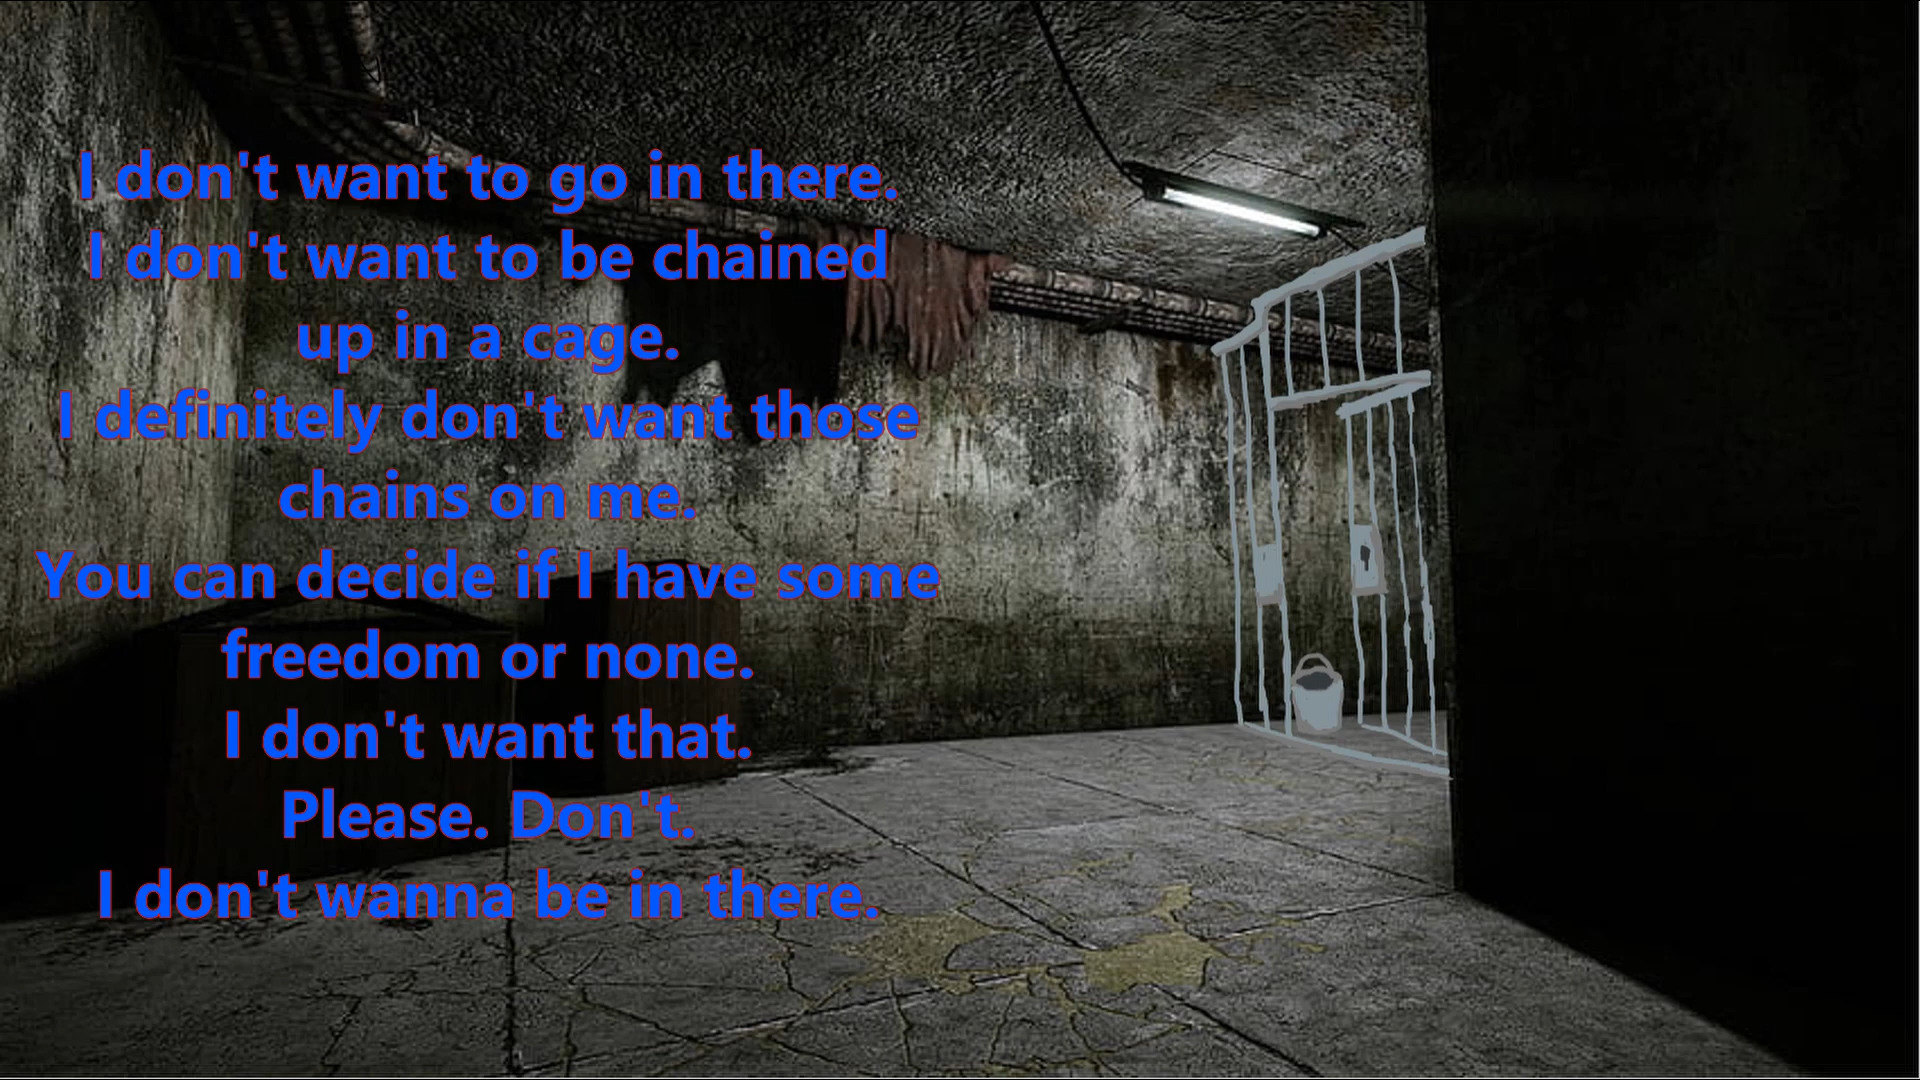 I don't want to go in there.
I don't want to be chained
up in a cage.
I definitely don't want those
chains on me.
You can decide if I have some
freedom or none.
I don't want that.
Please. Don't.
I don't wanna be in there.